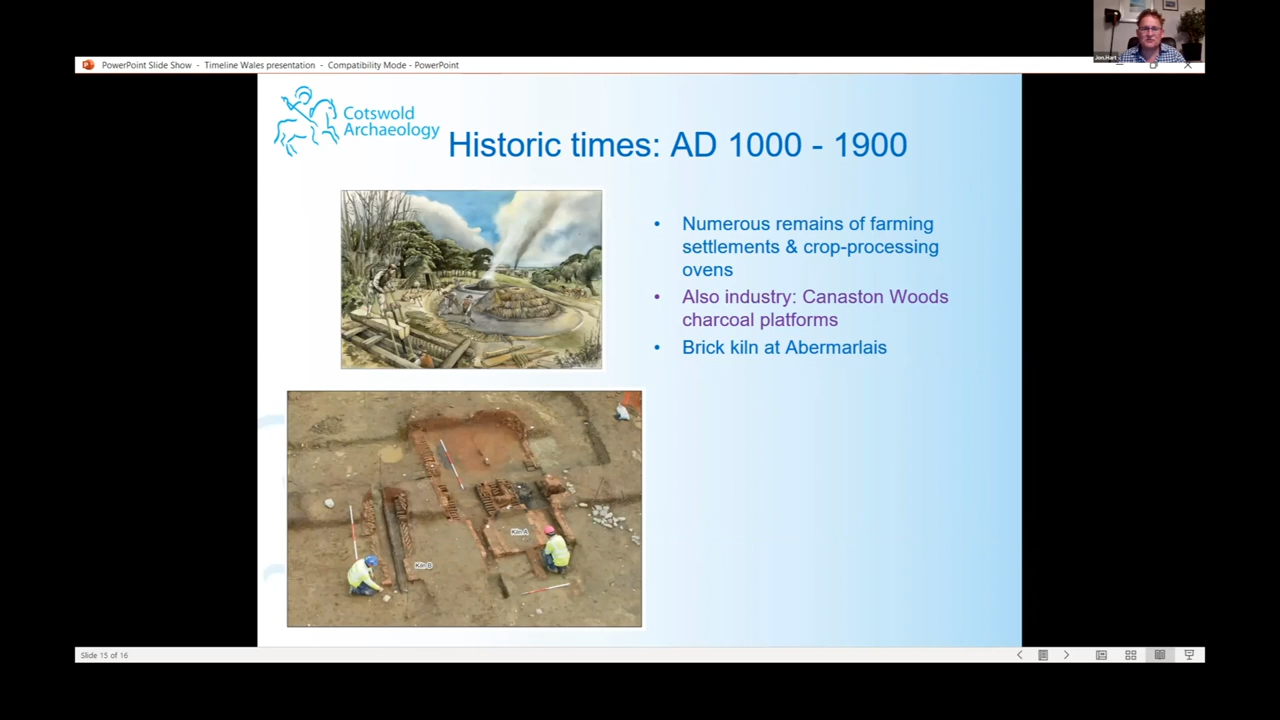 Jon.Hart
PowerPoint Slide Show - Timeline Wales presentation - Compatibility Mode - PowerPoint
Cotswold
Archaeology
Historic times: AD 1000 - 1900
• Numerous remains of farming
settlements & crop-processing
ovens
• Also industry: Canaston Woods
charcoal platforms
• Brick kiln at Abermarlais
Kiln A
Kiln B
Slide 15 of 16